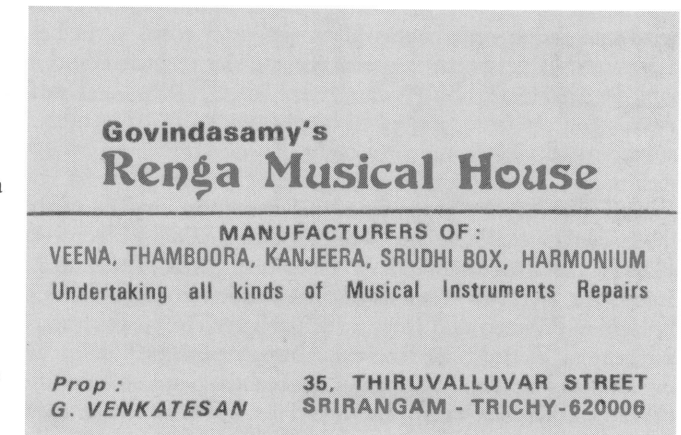 Govindasamy's
Renga Musical House
MANUFACTURERS OF:
VEENA, THAMBOORA, KANJEERA, SRUDHI BOX, HARMONIUM
Undertaking all kinds of Musical Instruments Repairs
Prop :
G. VENKATESAN
35, THIRUVALLUVAR STREET
SRIRANGAM - TRICHY-620006